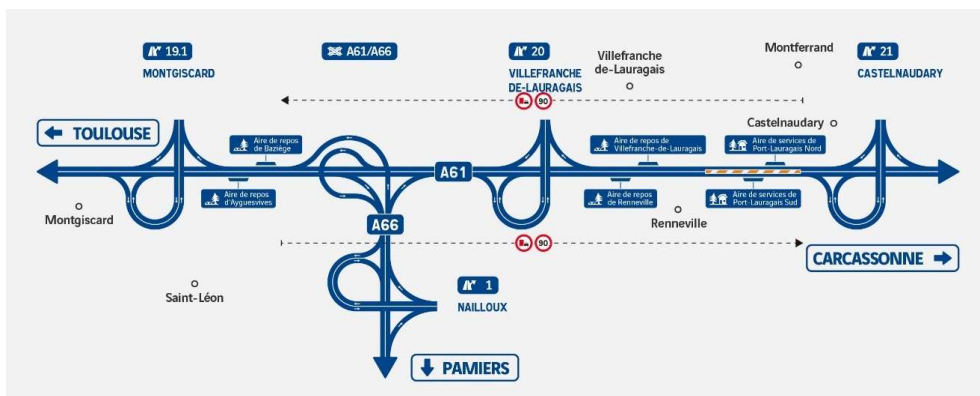 19.1
MONTGISCARD
A61/A66
20
VILLEFRANCHE
DE-LAURAGAIS
Villefranche
de-Lauragais
Montferrand
21
CASTELNAUDARY
90
TOULOUSE
Aire de repos
de Baziège
Aire de repos de
Villefranche-de-Lauragais
Castelnaudary
Aire de services de
Port-Lauragais Nord
A61
Aire de repos
d'Ayguesvives
Aire de repos
de Renneville
Aire de services de
Port-Lauragais Sud
Montgiscard
Renneville
A66
90
CARCASSONNE
Saint-Léon
1
NAILLOUX
PAMIERS